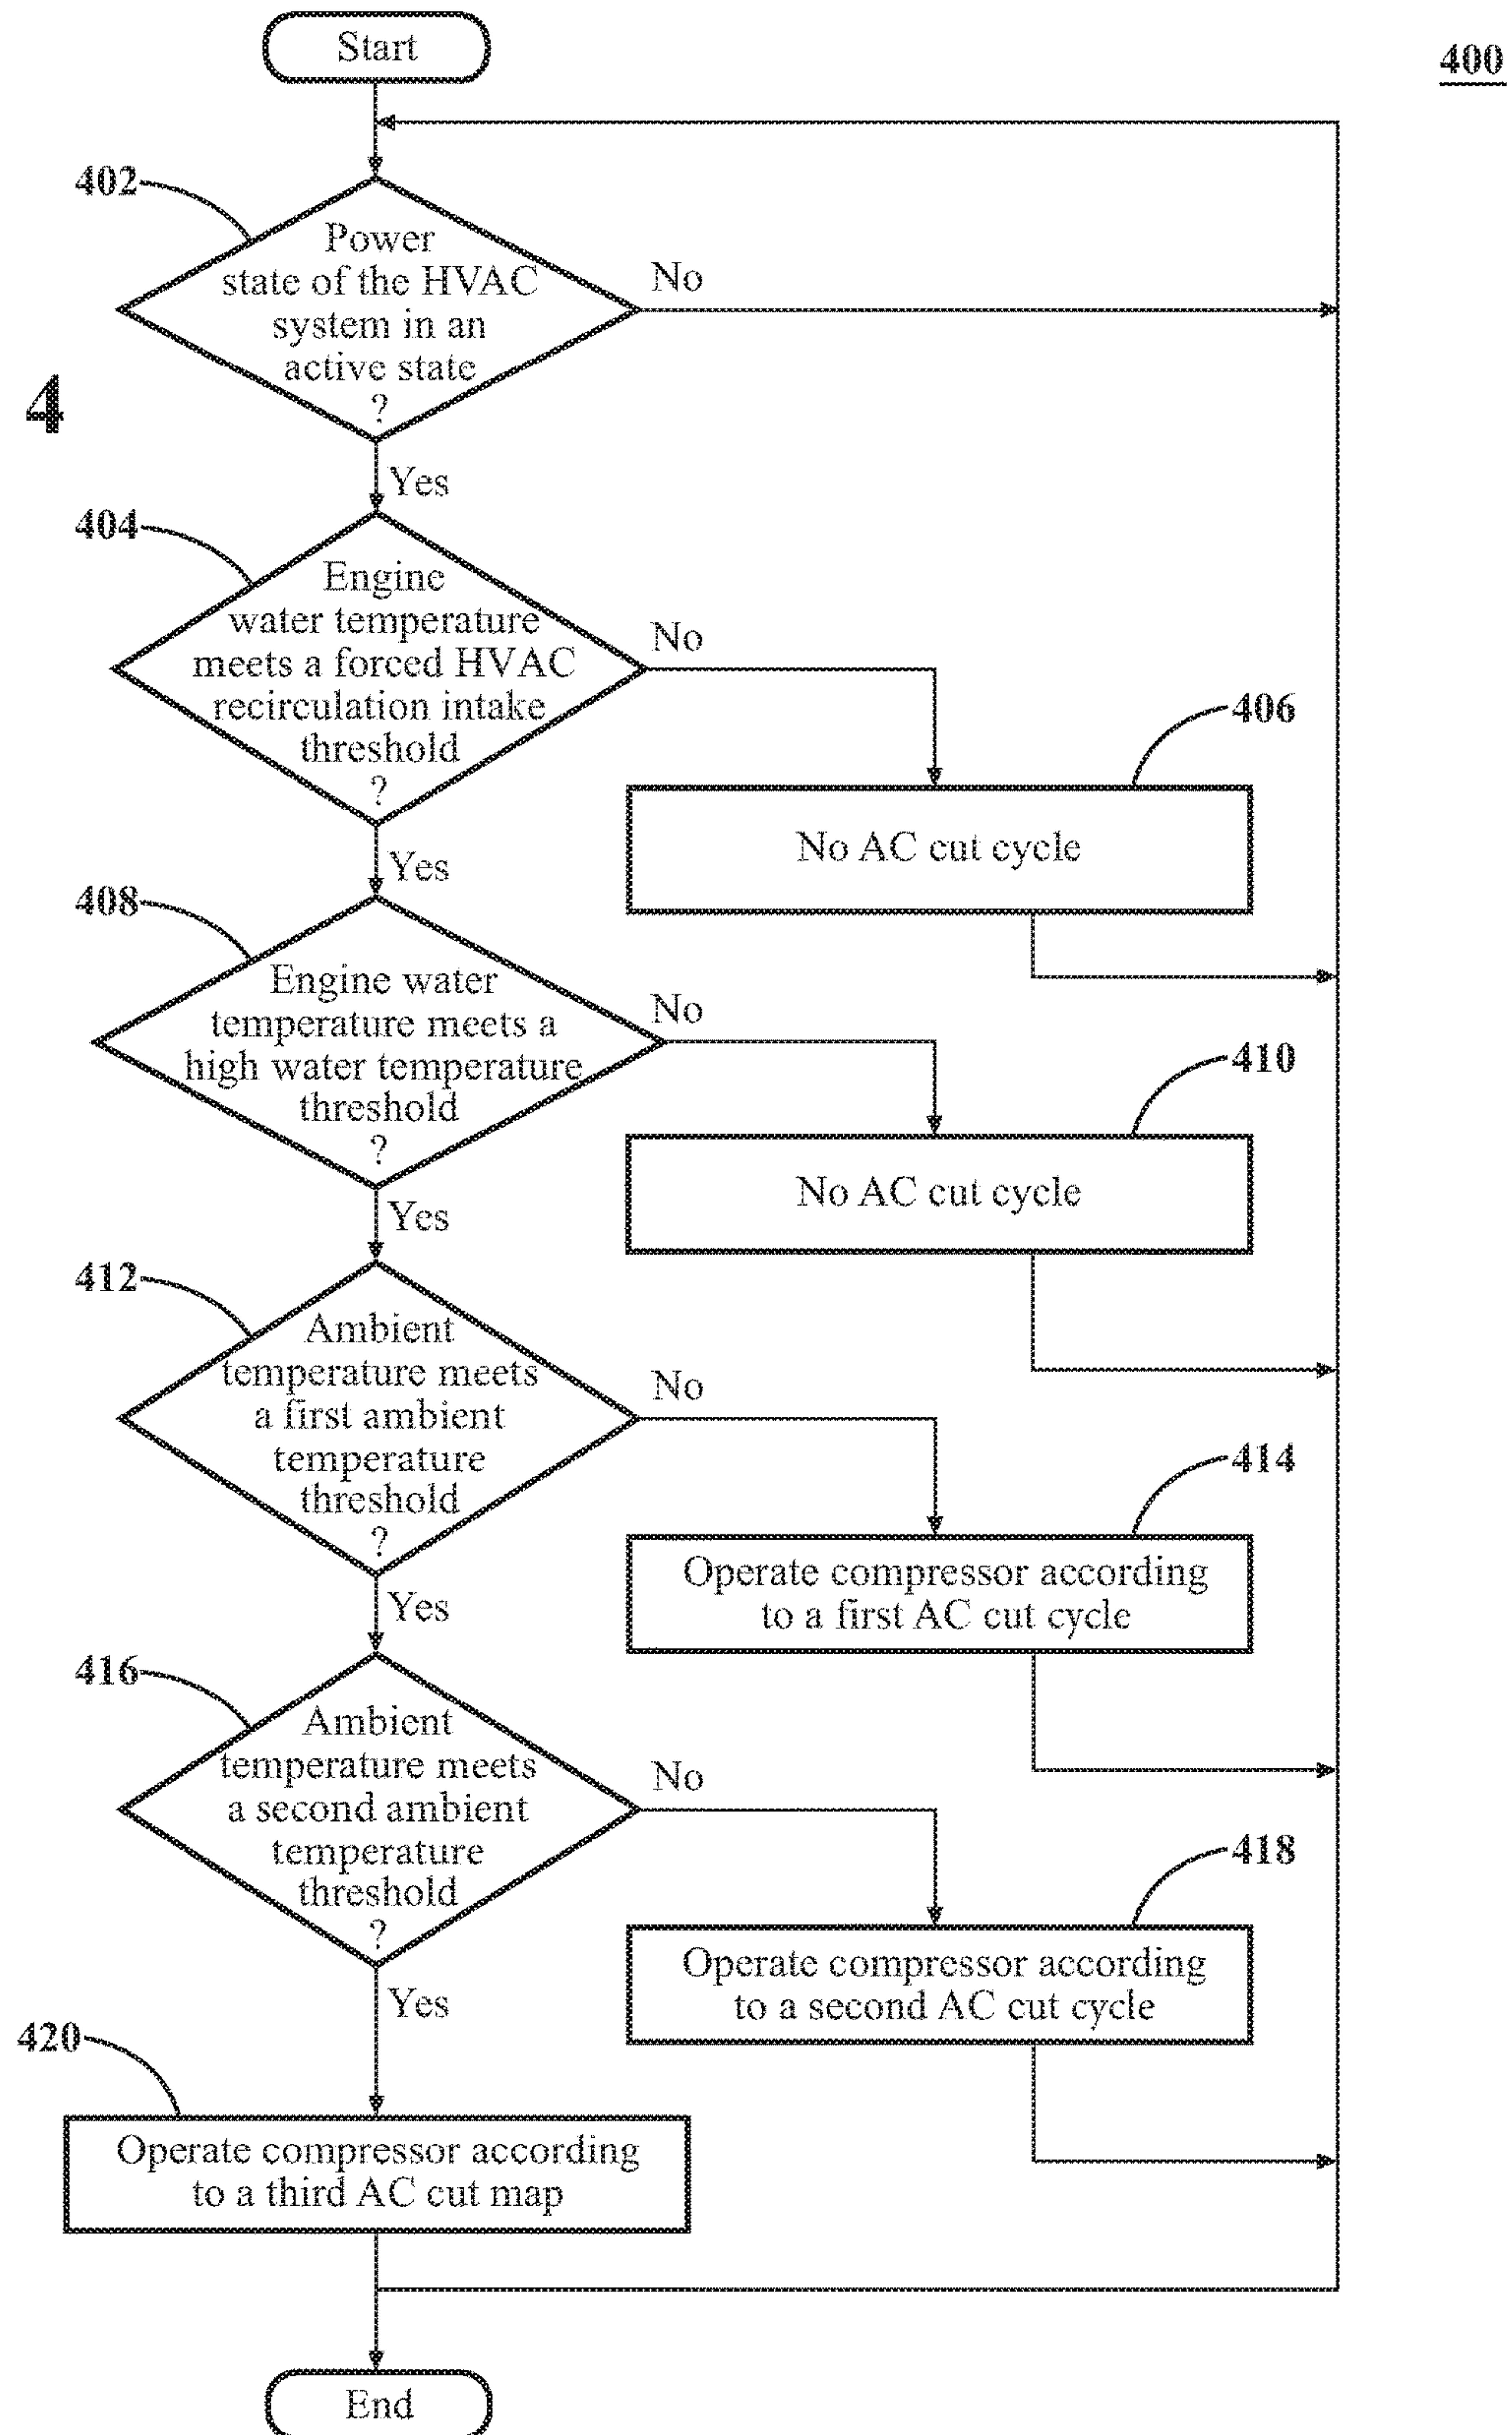 Start
400
402
Power
state of the HVAC
system in an
active state
?
No
4
Yes
404
Engine
water temperature
meets a forced HVAC
recirculation intake
threshold
?
No
406
No AC cut cycle
Yes
408
Engine water
temperature meets a
high water temperature
threshold
?
No
410
No AC cut cycle
Yes
412
Ambient
temperature meets
a first ambient
temperature
threshold
?
No
414
Operate compressor according
to a first AC cut cycle
Yes
416
Ambient
temperature meets
a second ambient
temperature
threshold
?
No
418
Operate compressor according
to a second AC cut cycle
Yes
420
Operate compressor according
to a third AC cut map
End